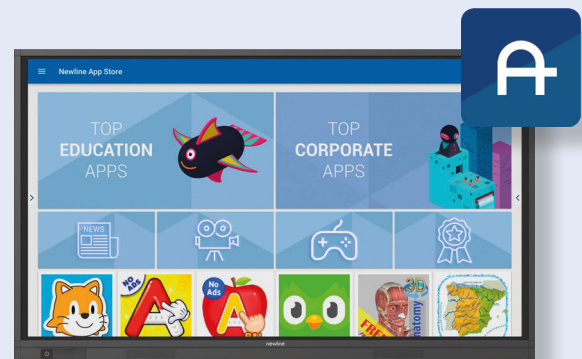 A
Newline App Store
TOP
EDUCATION
APPS
TOP
CORPORATE
APPS
NEWS
NO
ADS
A
No
Ads
A
3D
Anatomy
FREE
newline